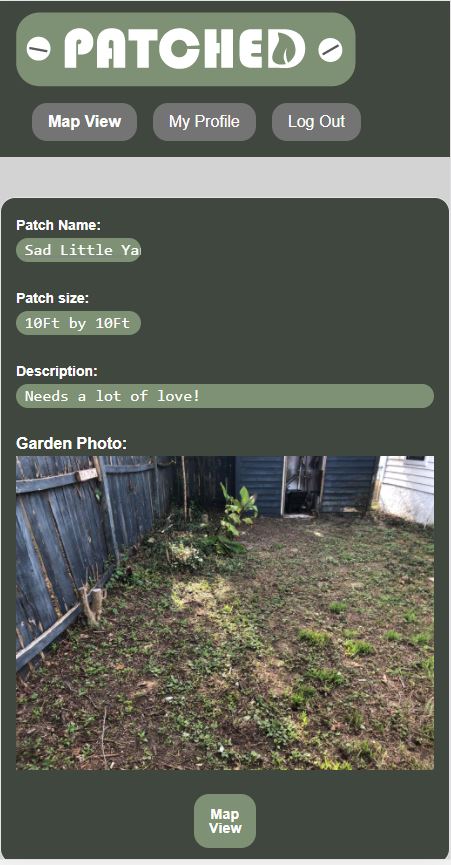 PATCHED
Map View My Profile Log Out
Patch Name:
Sad Little Ya
Patch size:
10Ft by 10Ft
Description:
Needs a lot of love!
Garden Photo:
Map
View